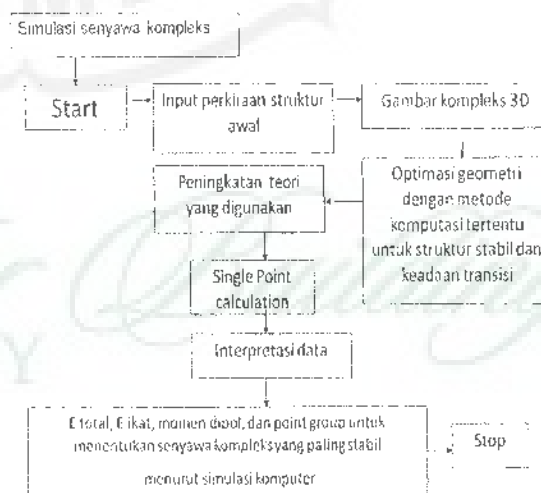 Simulasi senyawa kompleks
Start
Input perkiraan struktur
awal
Gambar kompleks 3D
Optimasi geometri
dengan metode
komputasi tertentu
untuk struktur stabil dan
keadaan transisi
Peningkatan teori
yang digunakan
Single Point
calculation
Interpretasi data
E total, E ikat, momen dipol, dan point group untuk
menentukan senyawa kompleks yang paling stabil
menurut simulasi komputer
Stop